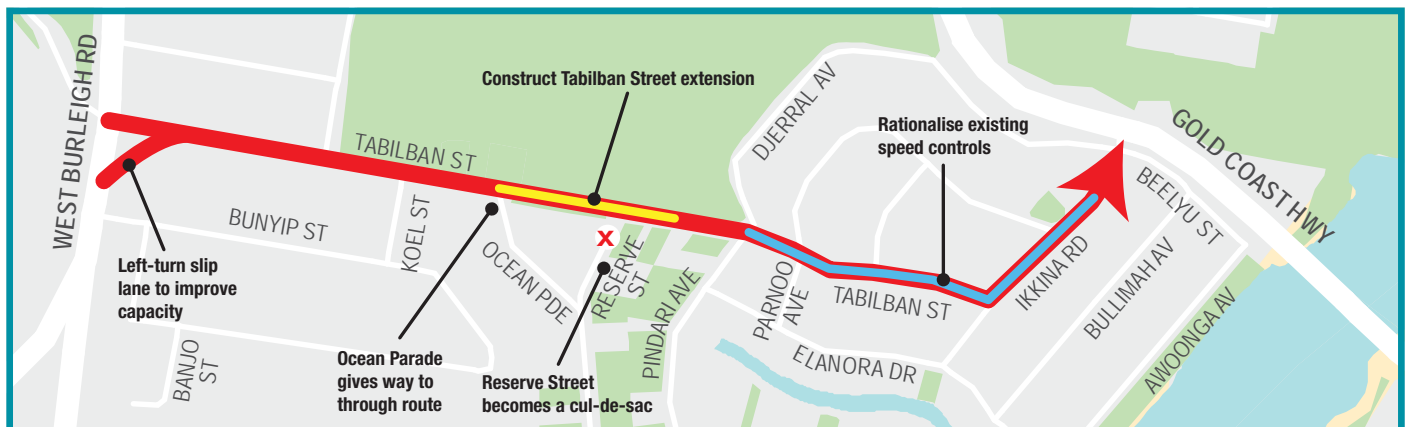 WEST BURLEIGH RD
Construct Tabilban Street extension
DJERRAL AV
Rationalise existing
speed controls
GOLD COAST HWY
TABILBAN ST
BEELYU ST
BUNYIP ST
KOEL ST
Left-turn slip
lane to improve
capacity
OCEAN PDE
X
RESERVE
ST
PINDARI AVE
PARNOO
AVE
TABILBAN ST
IKKINA RD
BULLIMAH AV
AWOONGA AV
ELANORA DR
BANJO
ST
Ocean Parade
gives way to
through route
Reserve Street
becomes a cul-de-sac